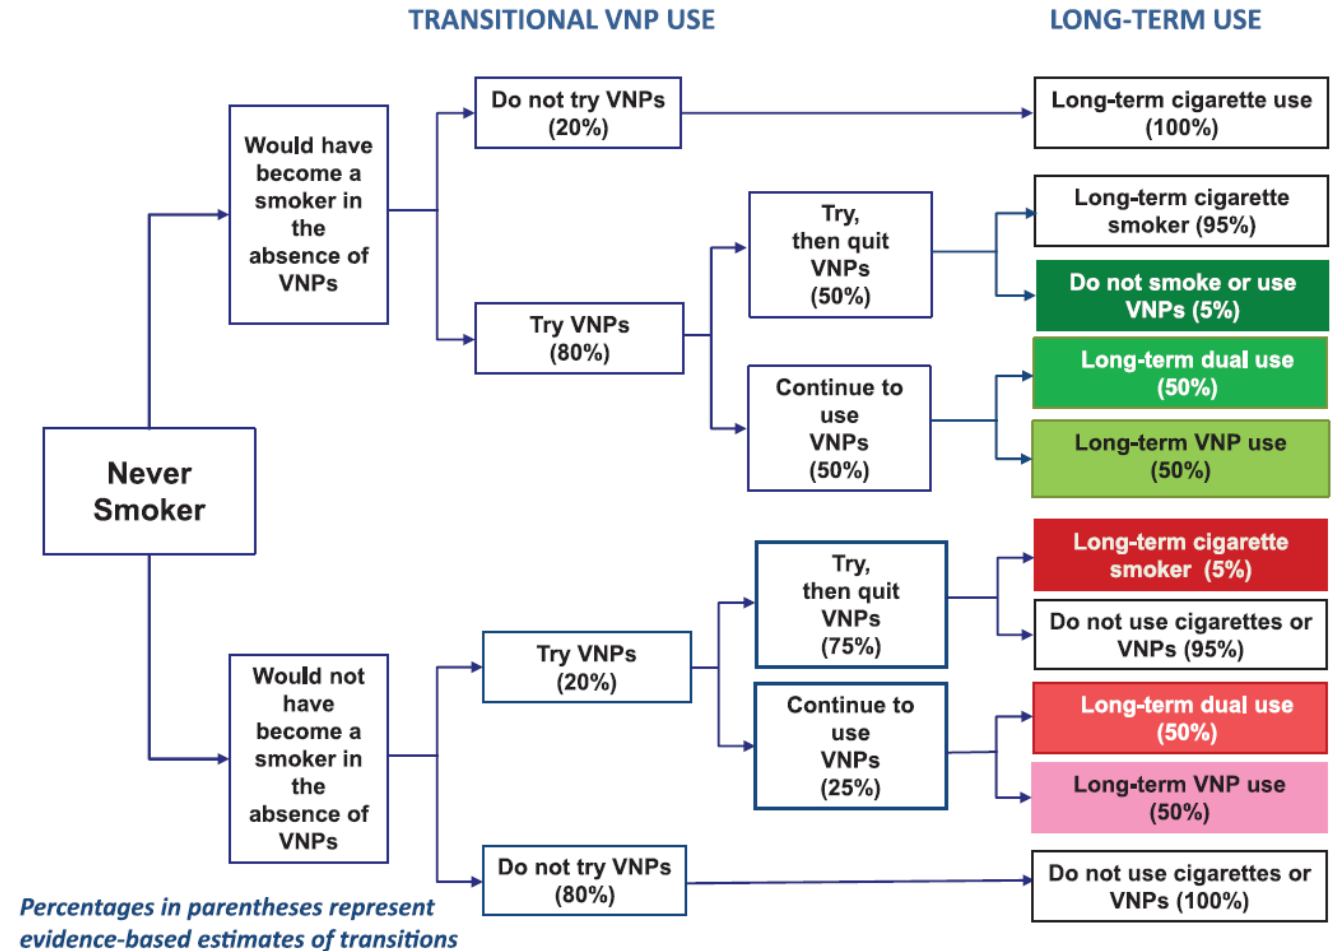 TRANSITIONAL VNP USE
LONG-TERM USE
Never
Smoker
Would have
become a
smoker in
the
absence of
VNPs
Do not try VNPs
(20%)
Long-term cigarette use
(100%)
Try VNPs
(80%)
Try,
then quit
VNPs
(50%)
Long-term cigarette
smoker (95%)
Do not smoke or use
VNPs (5%)
Continue to
use
VNPs
(50%)
Long-term dual use
(50%)
Long-term VNP use
(50%)
Would not
have
become a
smoker in
the
absence of
VNPs
Try VNPs
(20%)
Try,
then quit
VNPs
(75%)
Long-term cigarette
smoker (5%)
Do not use cigarettes or
VNPs (95%)
Continue to
use
VNPs
(25%)
Long-term dual use
(50%)
Long-term VNP use
(50%)
Do not try VNPs
(80%)
Do not use cigarettes or
VNPs (100%)
Percentages in parentheses represent
evidence-based estimates of transitions